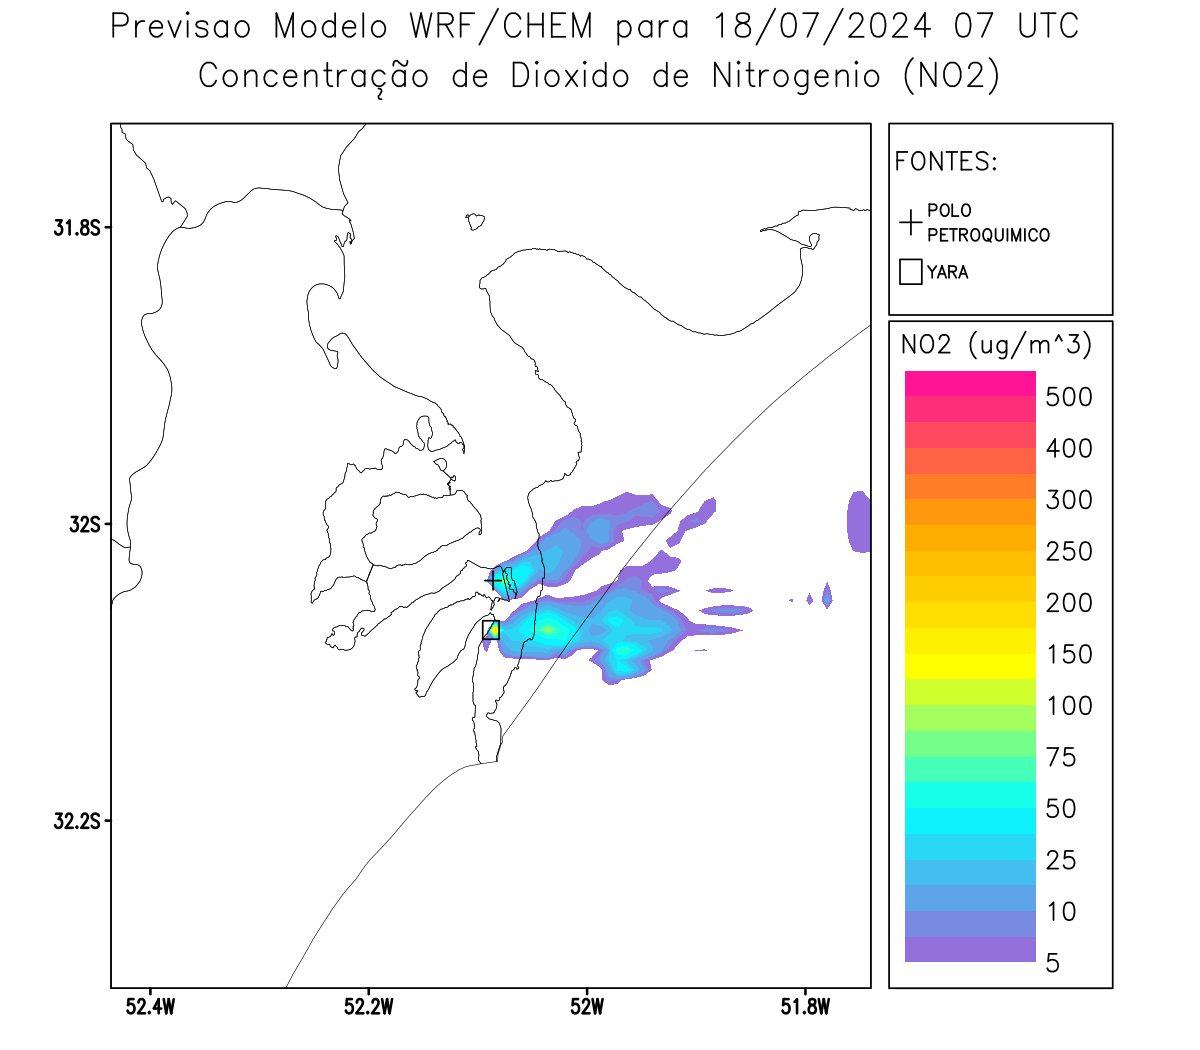 Previsao Modelo WRF/CHEM para 18/07/2024 07 UTC
Concentração de Dioxido de Nitrogenio (NO2)
FONTES:
POLO
PETROQUIMICO
YARA
NO2 (ug/m^3)
500
400
300
250
200
150
100
75
50
25
10
5
31.8S
32S
32.2S
52.4W
52.2W
52W
51.8W